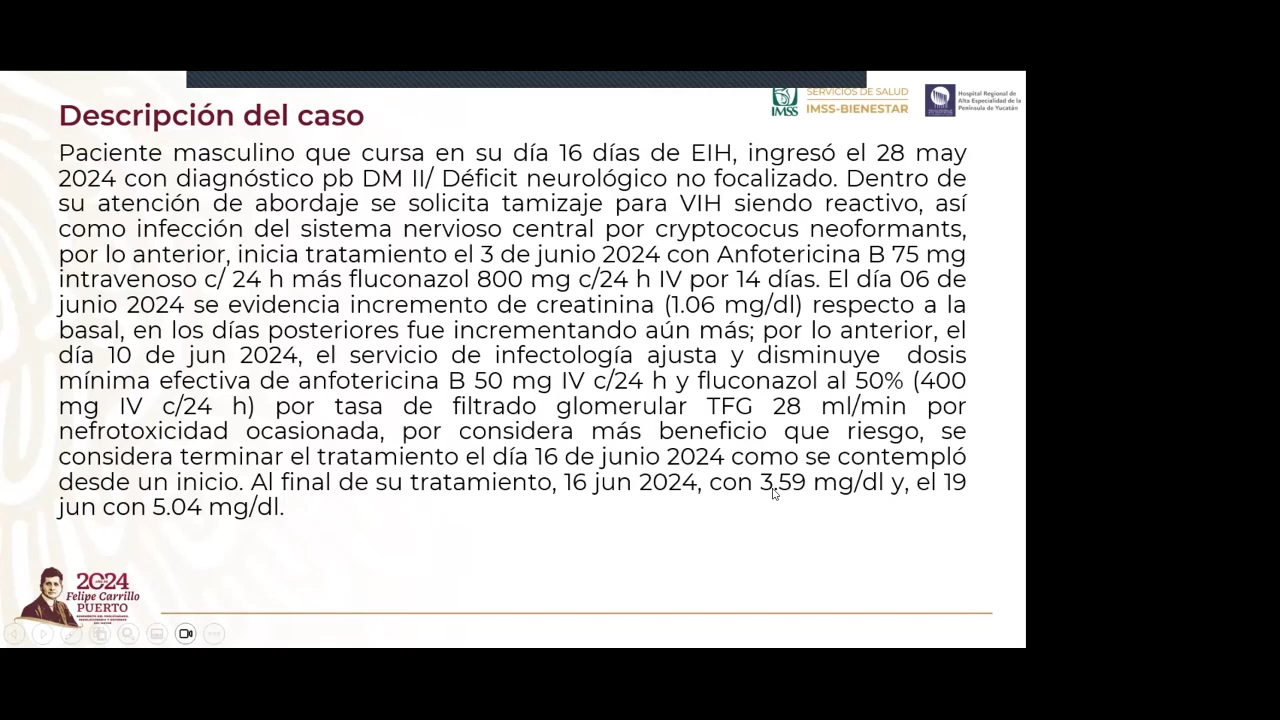 SERVICIOS DE SALUD
IMSS
IMSS-BIENESTAR
Hospital Regional de
Alta Especialidad de la
Península de Yucatán
Descripción del caso
Paciente masculino que cursa en su día 16 días de EIH, ingresó el 28 may
2024 con diagnóstico pb DM II/ Déficit neurológico no focalizado. Dentro de
su atención de abordaje se solicita tamizaje para VIH siendo reactivo, así
como infección del sistema nervioso central por cryptococus neoformants,
por lo anterior, inicia tratamiento el 3 de junio 2024 con Anfotericina B 75 mg
intravenoso c/ 24 h más fluconazol 800 mg c/24 h IV por 14 días. El día 06 de
junio 2024 se evidencia incremento de creatinina (1.06 mg/dl) respecto a la
basal, en los días posteriores fue incrementando aún más; por lo anterior, el
día 10 de jun 2024, el servicio de infectología ajusta y disminuye dosis
mínima efectiva de anfotericina B 50 mg IV c/24 h y fluconazol al 50% (400
mg IV c/24 h) por tasa de filtrado glomerular TFG 28 ml/min por
nefrotoxicidad ocasionada, por considera más beneficio que riesgo, se
considera terminar el tratamiento el día 16 de junio 2024 como se contempló
desde un inicio. Al final de su tratamiento, 16 jun 2024, con 3.59 mg/dl y, el 19
jun con 5.04 mg/dl.
2024
Felipe Carrillo
PUERTO